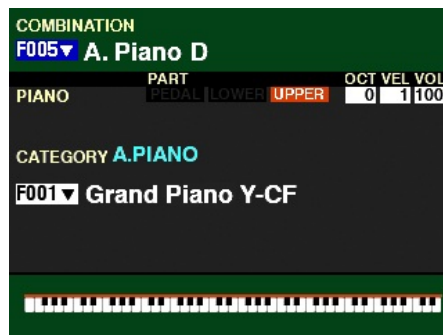 COMBINATION
F005▼ A. Piano D
PART OCT VEL VOL
PIANO PEDAL LOWER UPPER 0 1 100
CATEGORY A.PIANO
F001▼ Grand Piano Y-CF